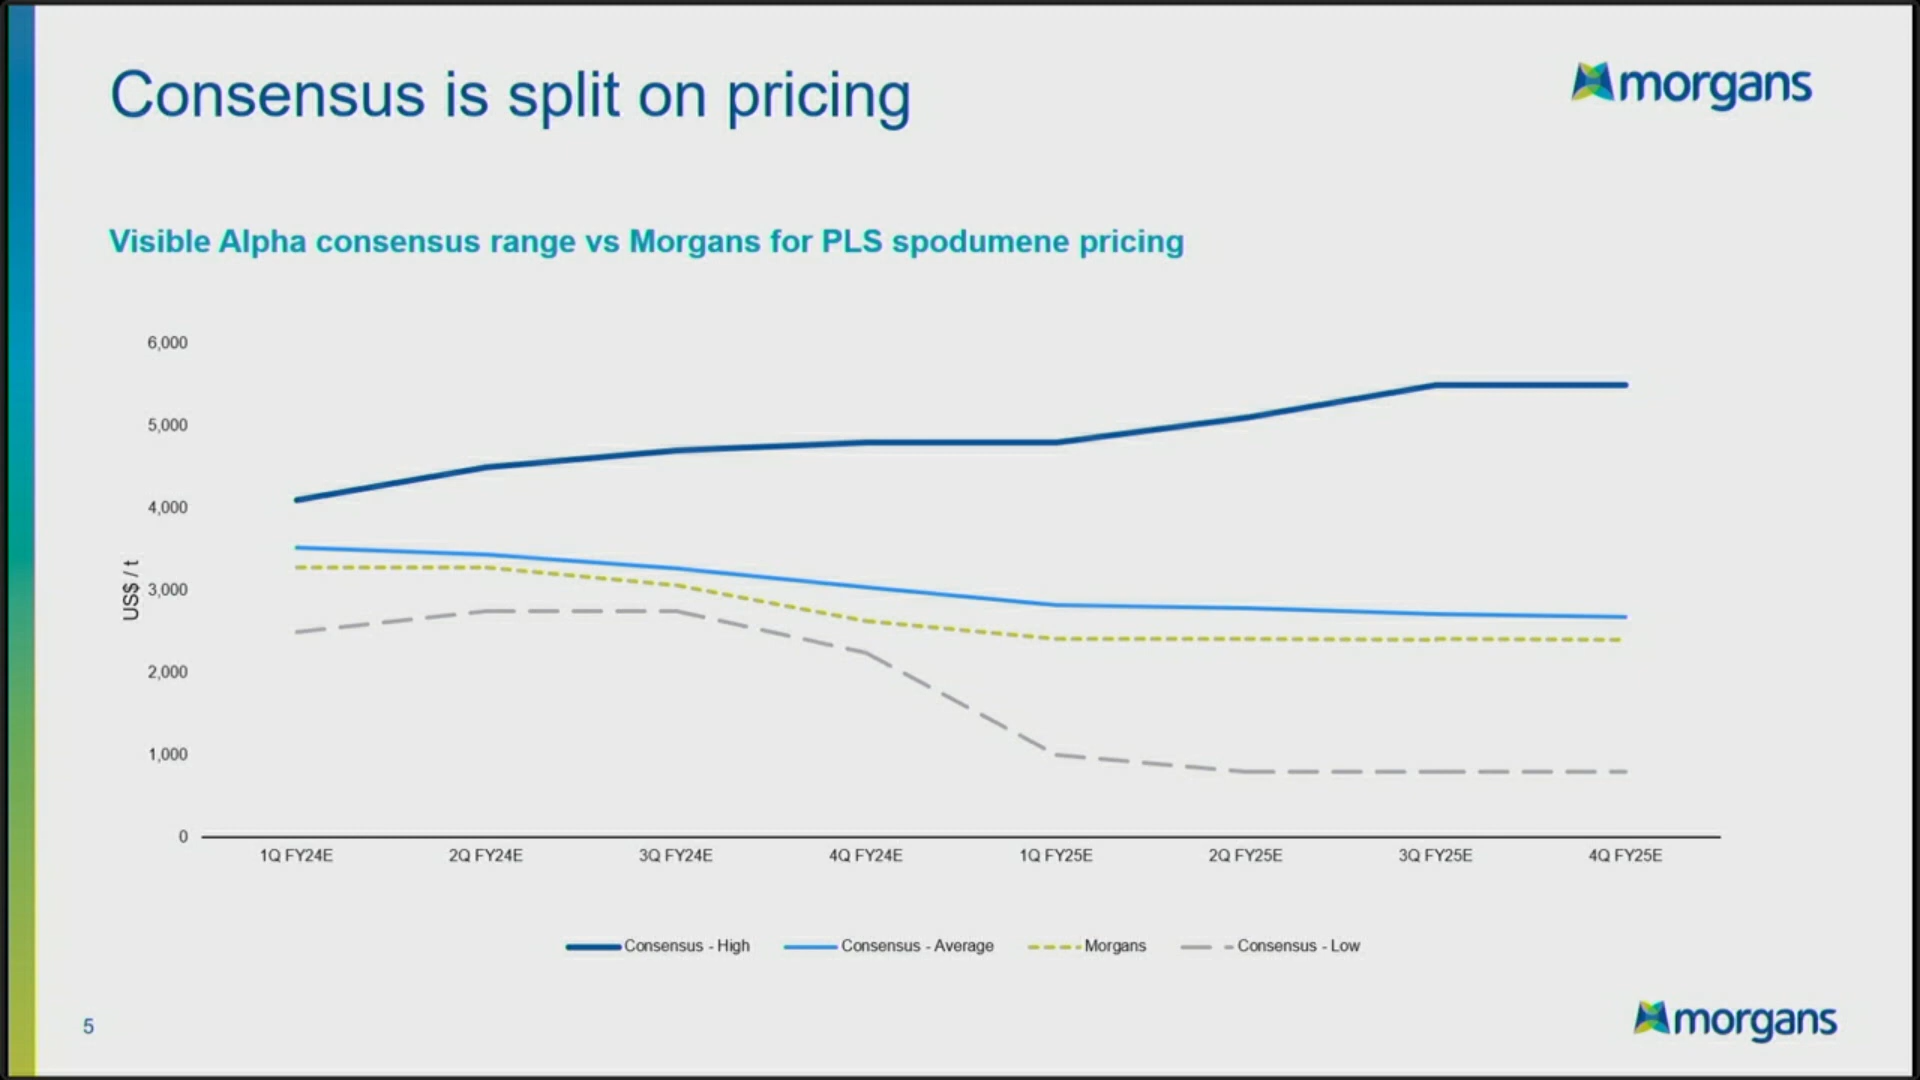 Consensus is split on pricing
morgans
Visible Alpha consensus range vs Morgans for PLS spodumene pricing
6,000
5,000
4,000
3,000
2,000
1,000
0
US$ / t
1Q FY24E 2Q FY24E 3Q FY24E 4Q FY24E 1Q FY25E 2Q FY25E 3Q FY25E 4Q FY25E
Consensus - High Consensus - Average Morgans Consensus - Low
5
morgans